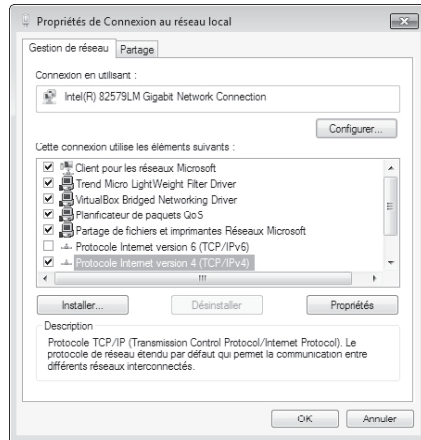 Propriétés de Connexion au réseau local
Gestion de réseau Partage
Connexion en utilisant :
Intel(R) 82579LM Gigabit Network Connection
Configurer...
Cette connexion utilise les éléments suivants :
Client pour les réseaux Microsoft
Trend Micro LightWeight Filter Driver
VirtualBox Bridged Networking Driver
Planificateur de paquets QoS
Partage de fichiers et imprimantes Réseaux Microsoft
Protocole Internet version 6 (TCP/IPv6)
Protocole Internet version 4 (TCP/IPv4)
Installer... Désinstaller Propriétés
Description
Protocole TCP/IP (Transmission Control Protocol/Internet Protocol). Le
protocole de réseau étendu par défaut qui permet la communication entre
différents réseaux interconnectés.
OK Annuler